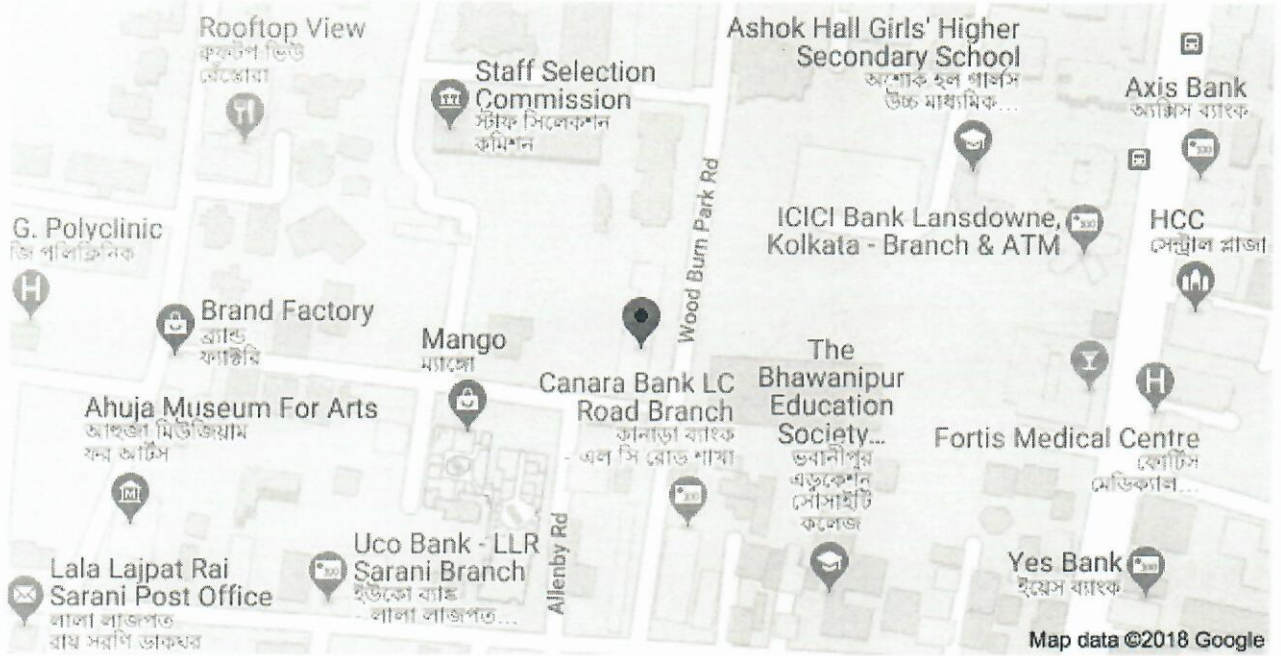 Rooftop View
রুফটপ ভিউ
রেস্তোরা
Staff Selection
Commission
স্টাফ সিলেকশন
কমিশন
Ashok Hall Girls' Higher
Secondary School
অশোক হল গার্লস
উচ্চ মাধ্যমিক...
Axis Bank
অ্যাক্সিস ব্যাংক
G. Polyclinic
জি পলিক্লিনিক
Wood Burn Park Rd
ICICI Bank Lansdowne,
Kolkata - Branch & ATM
HCC
সেন্ট্রাল প্লাজা
Brand Factory
ব্র্যান্ড
ফ্যাক্টরি
Mango
ম্যাঙ্গো
Canara Bank LC
Road Branch
কানাড়া ব্যাংক
- এল সি রোড শাখা
The
Bhawanipur
Education
Society...
ভবানীপুর
এডুকেশন
সোসাইটি
কলেজ
Ahuja Museum For Arts
আহুজা মিউজিয়াম
ফর আর্টস
Fortis Medical Centre
ফোর্টিস
মেডিক্যাল...
Lala Lajpat Rai
Sarani Post Office
লালা লাজপত
রায় সরণি ডাকঘর
Uco Bank - LLR
Sarani Branch
ইউকো ব্যাঙ্ক
- লালা লাজপত...
Allenby Rd
Yes Bank
ইয়েস ব্যাংক
Map data ©2018 Google